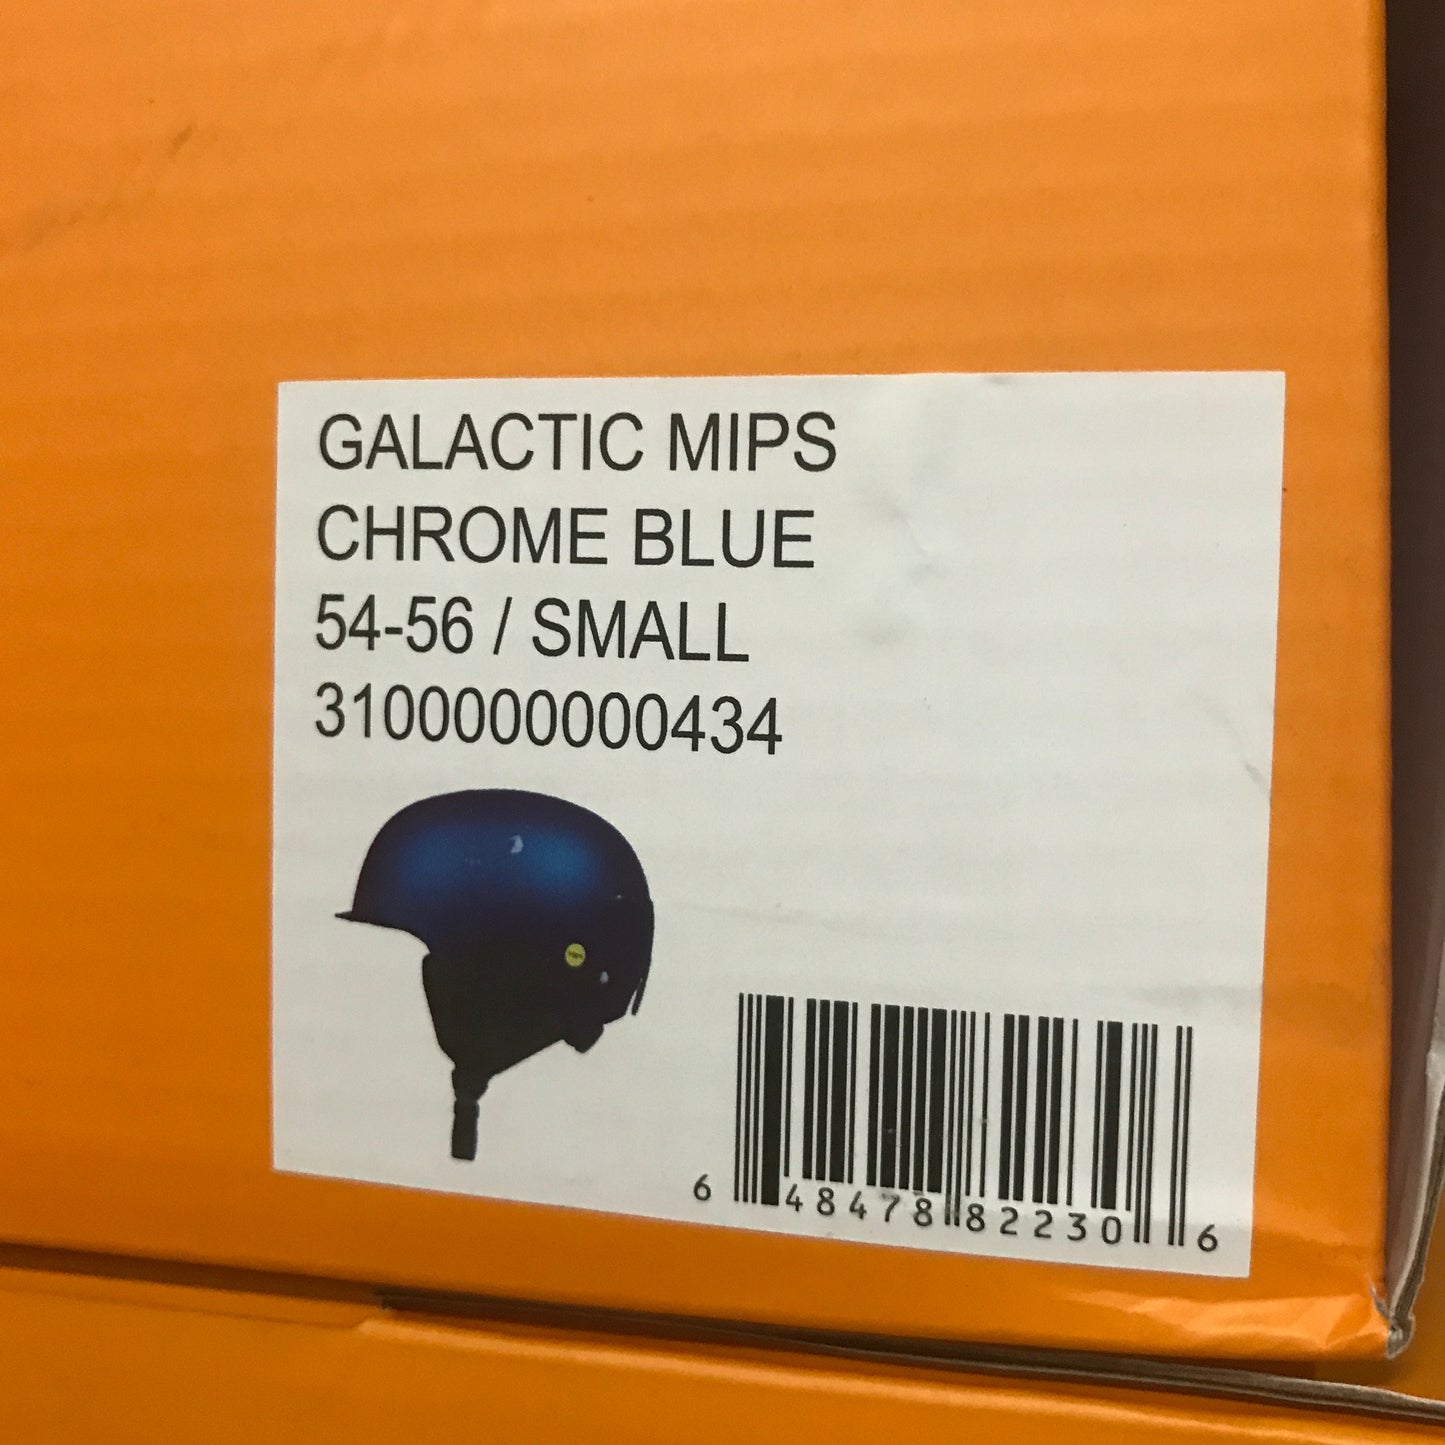 GALACTIC MIPS
CHROME BLUE
54-56 / SMALL
3100000000434
6 48478 82230 6